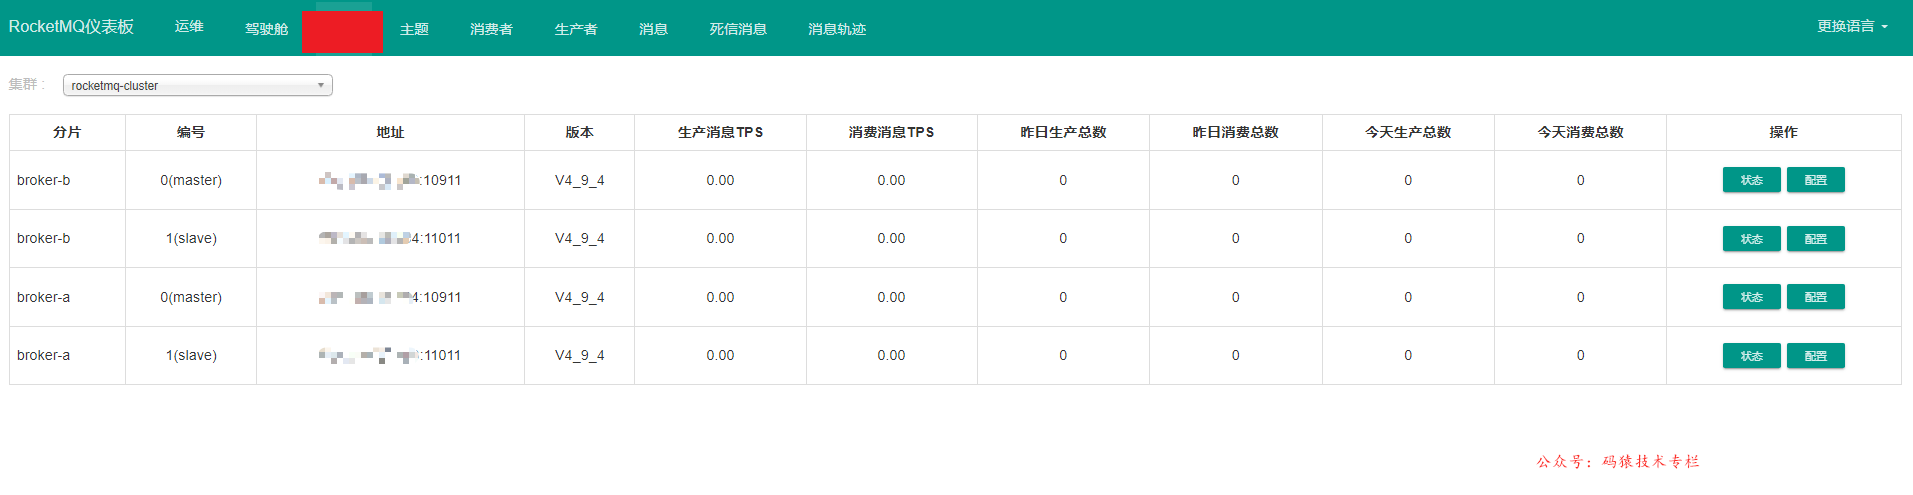 RocketMQ仪表板 运维 驾驶舱 主题 消费者 生产者 消息 死信消息 消息轨迹 更换语言
集群： rocketmq-cluster
分片 编号 地址 版本 生产消息TPS 消费消息TPS 昨日生产总数 昨日消费总数 今天生产总数 今天消费总数 操作
broker-b 0(master) :10911 V4_9_4 0.00 0.00 0 0 0 0 状态 配置
broker-b 1(slave) 4:11011 V4_9_4 0.00 0.00 0 0 0 0 状态 配置
broker-a 0(master) 4:10911 V4_9_4 0.00 0.00 0 0 0 0 状态 配置
broker-a 1(slave) :11011 V4_9_4 0.00 0.00 0 0 0 0 状态 配置
公众号：码猿技术专栏